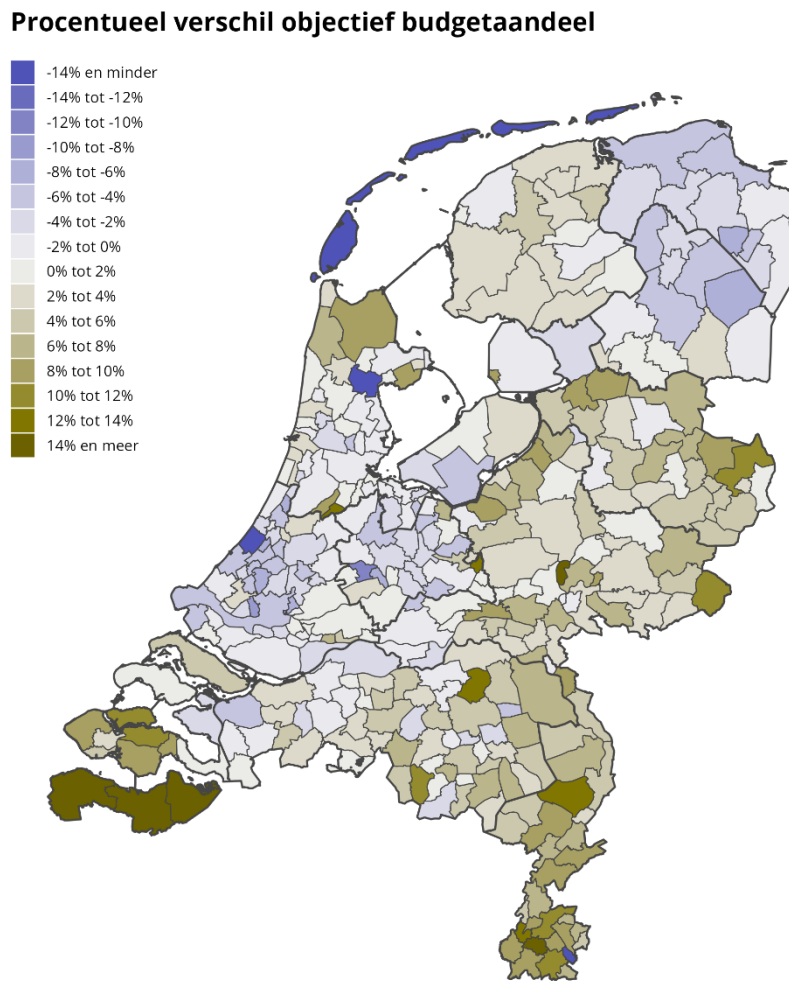 Procentueel verschil objectief budgetaandeel
-14% en minder
-14% tot -12%
-12% tot -10%
-10% tot -8%
-8% tot -6%
-6% tot -4%
-4% tot -2%
-2% tot 0%
0% tot 2%
2% tot 4%
4% tot 6%
6% tot 8%
8% tot 10%
10% tot 12%
12% tot 14%
14% en meer